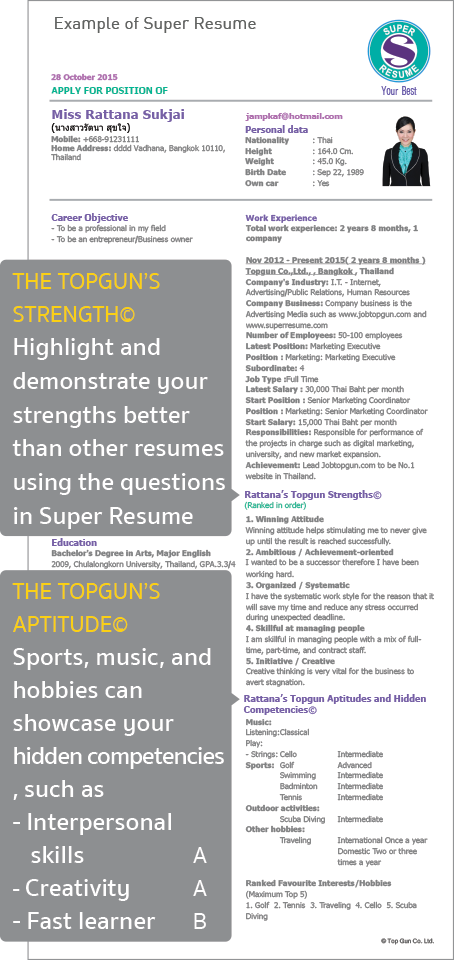 Example of Super Resume
SUPER
S
RESUME
Your Best
28 October 2015
APPLY FOR POSITION OF
Miss Rattana Sukjai
(นางสาวรัตนา สุขใจ)
Mobile: +668-91231111
Home Address: dddd Vadhana, Bangkok 10110,
Thailand
jampkaf@hotmail.com
Personal data
Nationality : Thai
Height : 164.0 Cm.
Weight : 45.0 Kg.
Birth Date : Sep 22, 1989
Own car : Yes
Career Objective
- To be a professional in my field
- To be an entrepreneur/Business owner
THE TOPGUN'S
STRENGTH©
Highlight and
demonstrate your
strengths better
than other resumes
using the questions
in Super Resume
Education
Bachelor's Degree in Arts, Major English
2009, Chulalongkorn University, Thailand, GPA.3.3/4
THE TOPGUN'S
APTITUDE©
Sports, music, and
hobbies can
showcase your
hidden competencies
, such as
- Interpersonal
skills A
- Creativity A
- Fast learner B
Work Experience
Total work experience: 2 years 8 months, 1
company
Nov 2012 - Present 2015( 2 years 8 months )
Topgun Co.,Ltd., , Bangkok , Thailand
Company's Industry: I.T. - Internet,
Advertising/Public Relations, Human Resources
Company Business: Company business is the
Advertising Media such as www.jobtopgun.com and
www.superresume.com
Number of Employees: 50-100 employees
Latest Position: Marketing Executive
Position : Marketing: Marketing Executive
Subordinate: 4
Job Type :Full Time
Latest Salary : 30,000 Thai Baht per month
Start Position : Senior Marketing Coordinator
Position : Marketing: Senior Marketing Coordinator
Start Salary: 15,000 Thai Baht per month
Responsibilities: Responsible for performance of
the projects in charge such as digital marketing,
university, and new market expansion.
Achievement: Lead Jobtopgun.com to be No.1
website in Thailand.
Rattana's Topgun Strengths©
(Ranked in order)
1. Winning Attitude
Winning attitude helps stimulating me to never give
up until the result is reached successfully.
2. Ambitious / Achievement-oriented
I wanted to be a successor therefore I have been
working hard.
3. Organized / Systematic
I have the systematic work style for the reason that it
will save my time and reduce any stress occurred
during unexpected deadline.
4. Skillful at managing people
I am skillful in managing people with a mix of full-
time, part-time, and contract staff.
5. Initiative / Creative
Creative thinking is very vital for the business to
avert stagnation.
Rattana's Topgun Aptitudes and Hidden
Competencies©
Music:
Listening:Classical
Play:
- Strings: Cello Intermediate
Sports: Golf Advanced
Swimming Intermediate
Badminton Intermediate
Tennis Intermediate
Outdoor activities:
Scuba Diving Intermediate
Other hobbies:
Traveling International Once a year
Domestic Two or three
times a year
Ranked Favourite Interests/Hobbies
(Maximum Top 5)
1. Golf 2. Tennis 3. Traveling 4. Cello 5. Scuba
Diving
© Top Gun Co. Ltd.